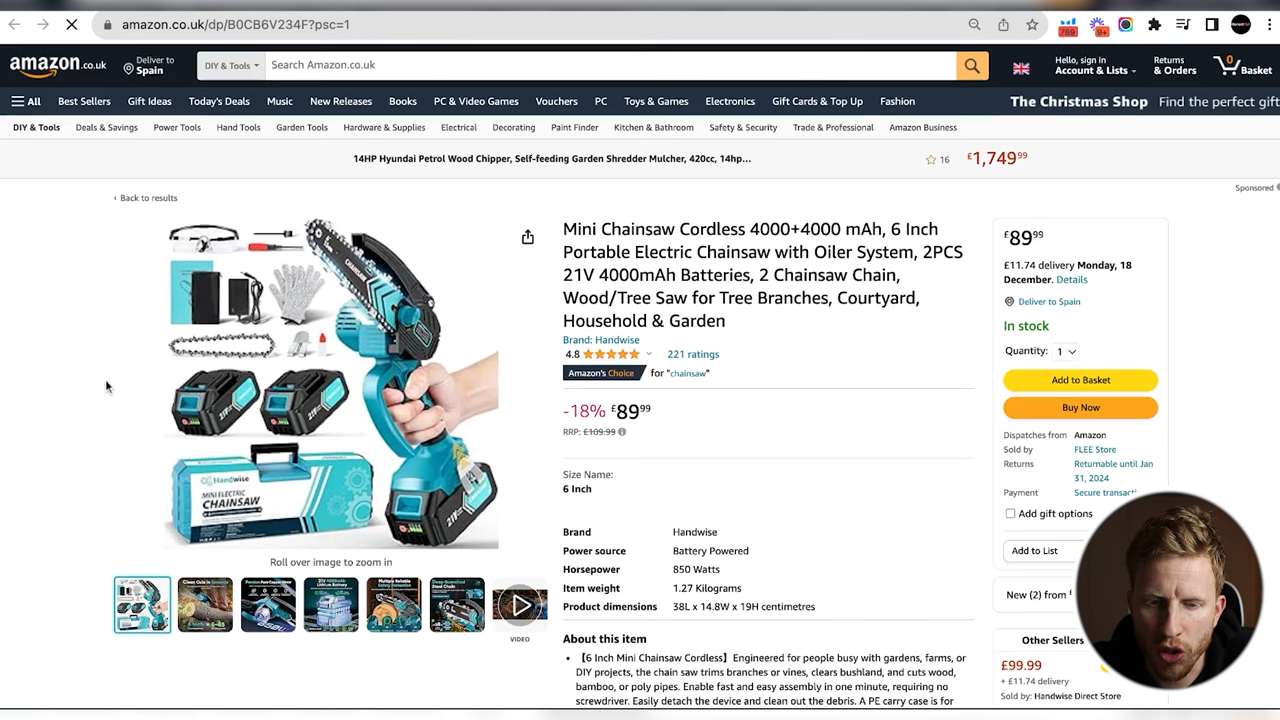 amazon.co.uk/dp/B0CB6V234F?psc=1
789
9+
amazon.co.uk
Deliver to
Spain
DIY & Tools
Search Amazon.co.uk
Hello, sign in
Account & Lists
Returns
& Orders
0
Basket
All
Best Sellers
Gift Ideas
Today's Deals
Music
New Releases
Books
PC & Video Games
Vouchers
PC
Toys & Games
Electronics
Gift Cards & Top Up
Fashion
The Christmas Shop
Find the perfect gift
DIY & Tools
Deals & Savings
Power Tools
Hand Tools
Garden Tools
Hardware & Supplies
Electrical
Decorating
Paint Finder
Kitchen & Bathroom
Safety & Security
Trade & Professional
Amazon Business
14HP Hyundai Petrol Wood Chipper, Self-feeding Garden Shredder Mulcher, 420cc, 14hp...
16
£1,749.99
Sponsored
‹ Back to results
CHAINSAW
21V
21V
Handwise
MINI ELECTRIC
CHAINSAW
21V
Roll over image to zoom in
VIDEO
Mini Chainsaw Cordless 4000+4000 mAh, 6 Inch
Portable Electric Chainsaw with Oiler System, 2PCS
21V 4000mAh Batteries, 2 Chainsaw Chain,
Wood/Tree Saw for Tree Branches, Courtyard,
Household & Garden
Brand: Handwise
4.8
221 ratings
Amazon's Choice
for "chainsaw"
-18% £89.99
RRP: £109.99
Size Name:
6 Inch
Brand Handwise
Power source Battery Powered
Horsepower 850 Watts
Item weight 1.27 Kilograms
Product dimensions 38L x 14.8W x 19H centimetres
About this item
【6 Inch Mini Chainsaw Cordless】Engineered for people busy with gardens, farms, or
DIY projects, the chain saw trims branches or vines, clears bushland, and cuts wood,
bamboo, or poly pipes. Enable fast and easy assembly in one minute, requiring no
screwdriver. Easily detach the device and clean out the debris. A PE carry case is for
£89.99
£11.74 delivery Monday, 18
December. Details
Deliver to Spain
In stock
Quantity: 1
Add to Basket
Buy Now
Dispatches from Amazon
Sold by FLEE Store
Returns Returnable until Jan
31, 2024
Payment Secure transacti
Add gift options
Add to List
New (2) from
Other Sellers
£99.99
+ £11.74 delivery
Sold by: Handwise Direct Store